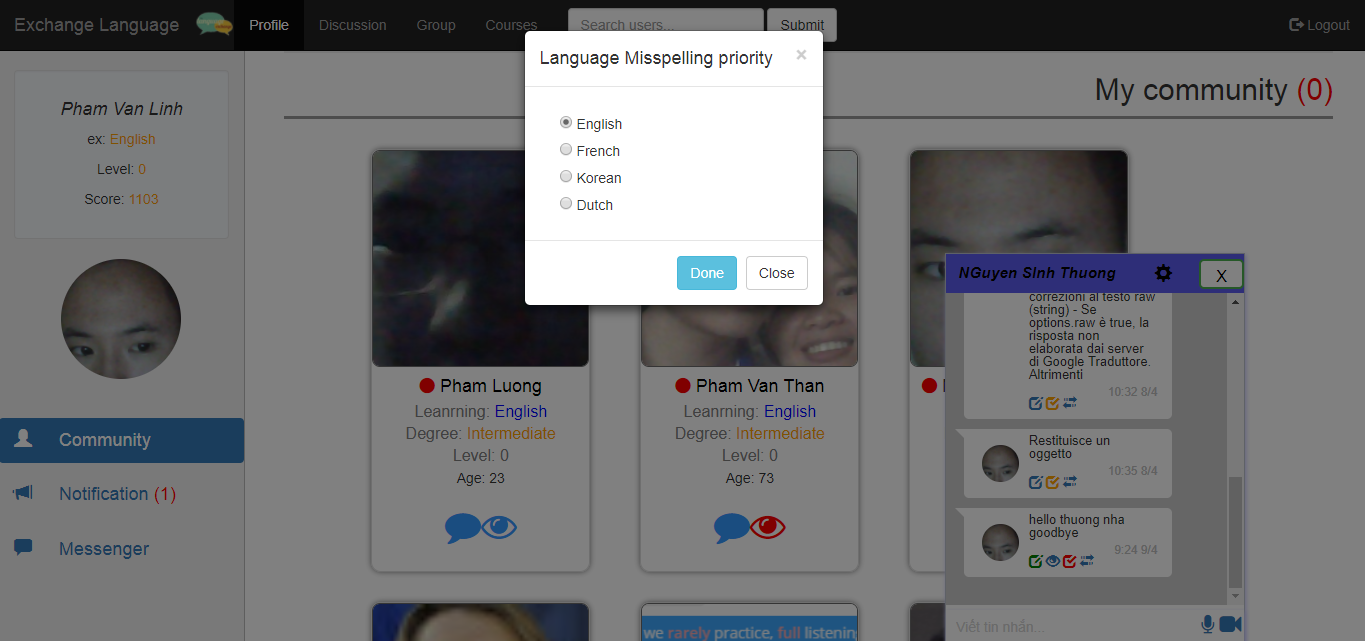 Exchange Language
Profile
Discussion
Group
Courses
Search users...
Submit
Logout
Language Misspelling priority
×
English
French
Korean
Dutch
Done
Close
Pham Van Linh
ex: English
Level: 0
Score: 1103
Community
Notification (1)
Messenger
My community (0)
Pham Luong
Leanrning: English
Degree: Intermediate
Level: 0
Age: 23
Pham Van Than
Leanrning: English
Degree: Intermediate
Level: 0
Age: 73
we rarely practice, full listening
NGuyen SInh Thuong
X
correzioni al testo raw
(string) - Se
options.raw è true, la
risposta non
elaborata dai server
di Google Traduttore.
Altrimenti
10:32 8/4
Restituisce un
oggetto
10:35 8/4
hello thuong nha
goodbye
9:24 9/4
Viết tin nhắn...